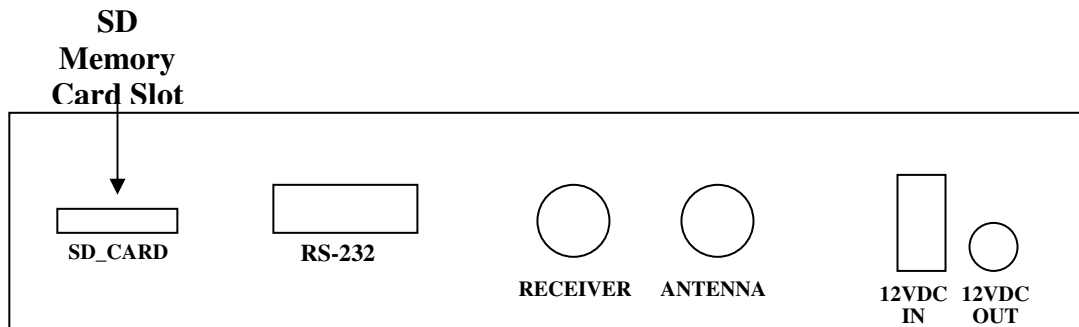 SD
Memory
Card Slot
SD_CARD
RS-232
RECEIVER
ANTENNA
12VDC
IN
12VDC
OUT